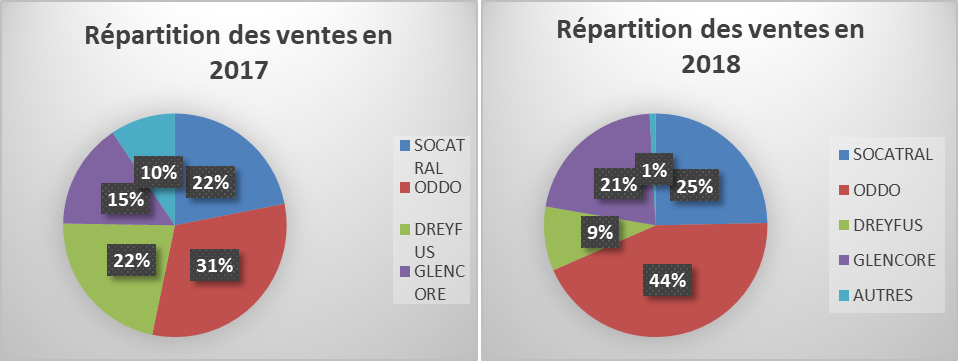 Répartition des ventes en
2017
22%
31%
22%
15%
10%
SOCAT
RAL
ODDO
DREYF
US
GLENC
ORE
Répartition des ventes en
2018
25%
44%
9%
21%
1%
SOCATRAL
ODDO
DREYFUS
GLENCORE
AUTRES